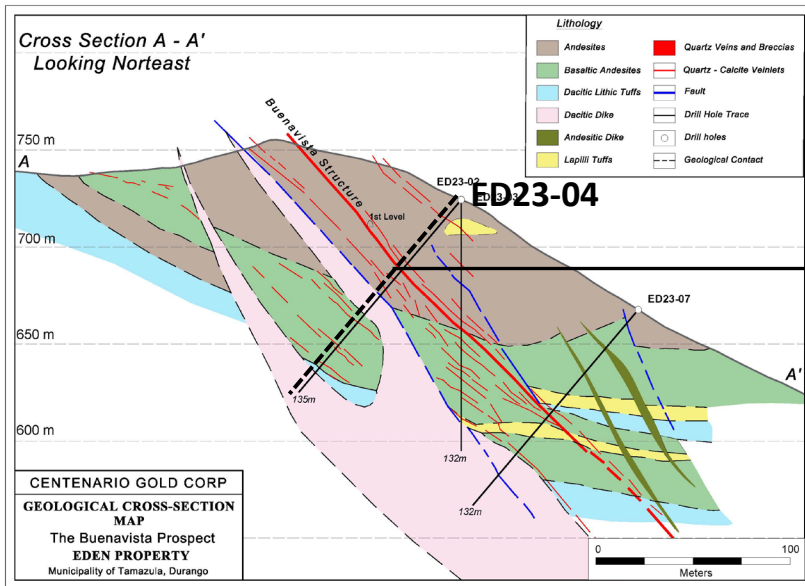 Cross Section A - A'
Looking Norteast
Lithology
Andesites
Basaltic Andesites
Dacitic Lithic Tuffs
Dacitic Dike
Andesitic Dike
Lapilli Tuffs
Quartz Veins and Breccias
Quartz - Calcite Veinlets
Fault
Drill Hole Trace
Drill holes
Geological Contact
750 m
A
700 m
650 m
600 m
Buenavista Structure
1st Level
ED23-02
ED23-04
ED23-07
A'
135m
132m
132m
CENTENARIO GOLD CORP
GEOLOGICAL CROSS-SECTION
MAP
The Buenavista Prospect
EDEN PROPERTY
Municipality of Tamazula, Durango
0 50 100
Meters